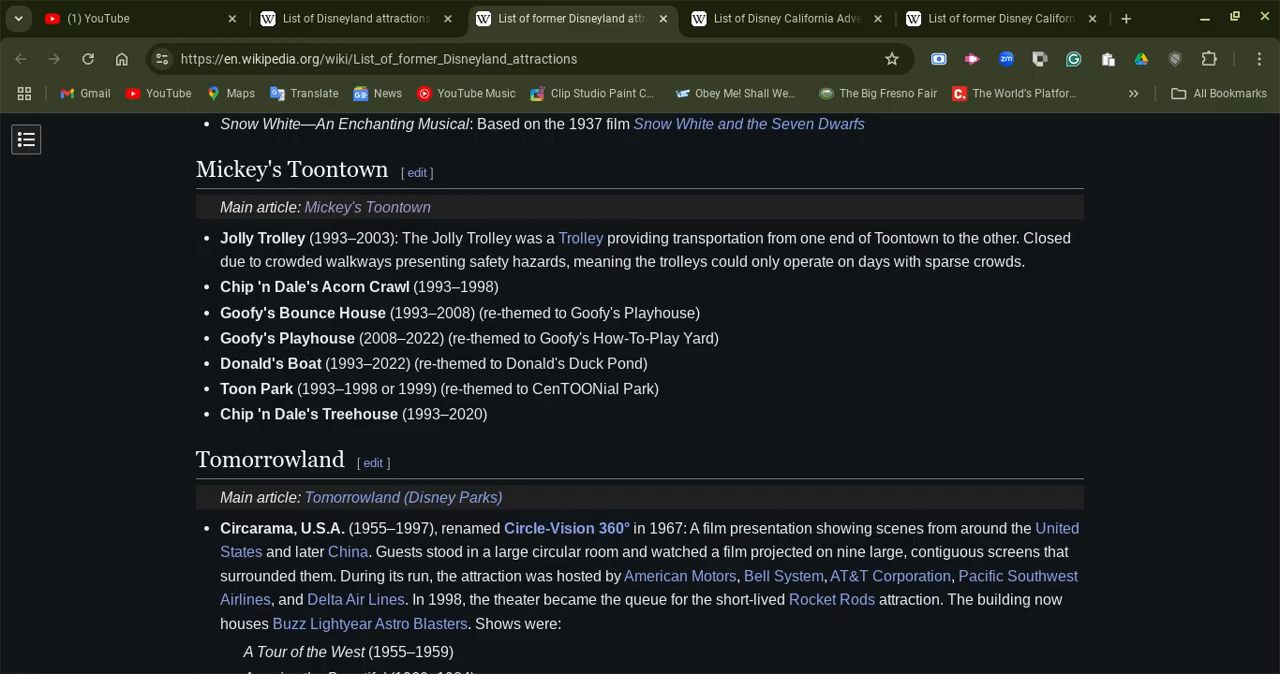 (1) YouTube
List of Disneyland attractions
List of former Disneyland attr
List of Disney California Adve
List of former Disney Californ
https://en.wikipedia.org/wiki/List_of_former_Disneyland_attractions
Gmail
YouTube
Maps
Translate
News
YouTube Music
Clip Studio Paint C...
Obey Me! Shall We...
The Big Fresno Fair
The World's Platfor...
All Bookmarks
• Snow White—An Enchanting Musical: Based on the 1937 film Snow White and the Seven Dwarfs
Mickey's Toontown [ edit ]
Main article: Mickey's Toontown
• Jolly Trolley (1993–2003): The Jolly Trolley was a Trolley providing transportation from one end of Toontown to the other. Closed
due to crowded walkways presenting safety hazards, meaning the trolleys could only operate on days with sparse crowds.
• Chip 'n Dale's Acorn Crawl (1993–1998)
• Goofy's Bounce House (1993–2008) (re-themed to Goofy's Playhouse)
• Goofy's Playhouse (2008–2022) (re-themed to Goofy's How-To-Play Yard)
• Donald's Boat (1993–2022) (re-themed to Donald's Duck Pond)
• Toon Park (1993–1998 or 1999) (re-themed to CenTOONial Park)
• Chip 'n Dale's Treehouse (1993–2020)
Tomorrowland [ edit ]
Main article: Tomorrowland (Disney Parks)
• Circarama, U.S.A. (1955–1997), renamed Circle-Vision 360° in 1967: A film presentation showing scenes from around the United
States and later China. Guests stood in a large circular room and watched a film projected on nine large, contiguous screens that
surrounded them. During its run, the attraction was hosted by American Motors, Bell System, AT&T Corporation, Pacific Southwest
Airlines, and Delta Air Lines. In 1998, the theater became the queue for the short-lived Rocket Rods attraction. The building now
houses Buzz Lightyear Astro Blasters. Shows were:
A Tour of the West (1955–1959)